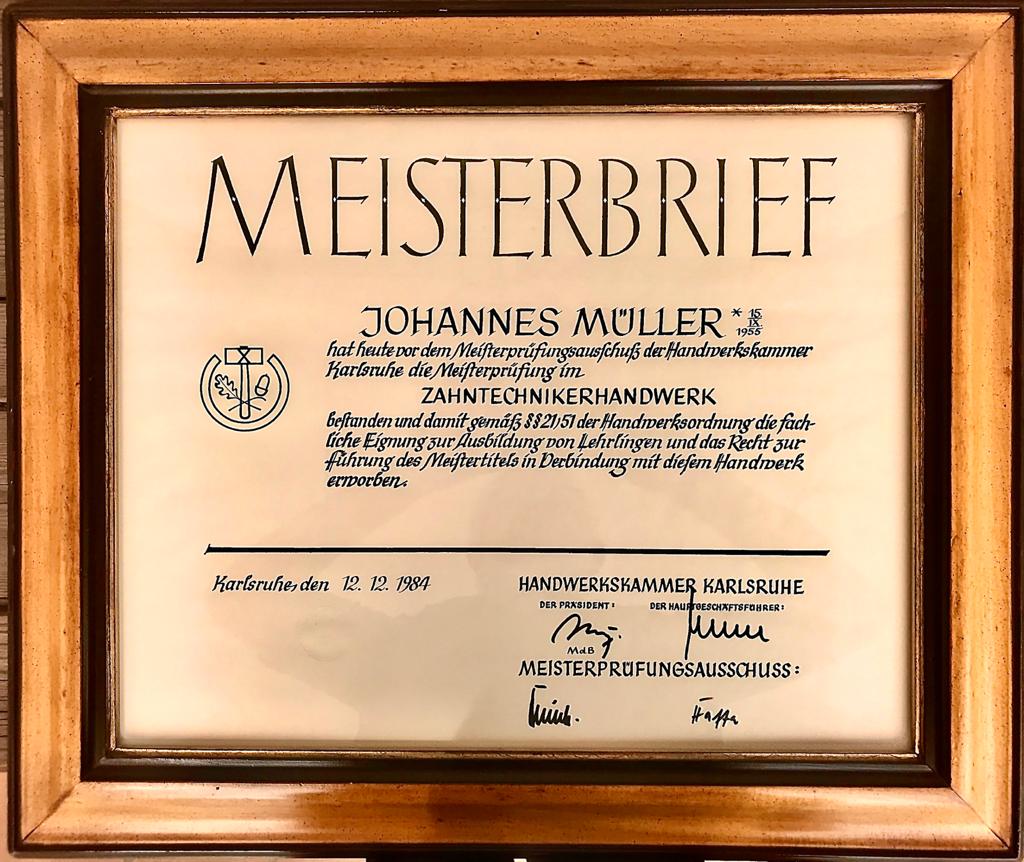 MEISTERBRIEF
JOHANNES MÜLLER * 15. IX. 1955
hat heute vor dem Meiſterprüfungsausſchuß der Handwerkskammer
Karlsruhe die Meiſterprüfung im
ZAHNTECHNIKERHANDWERK
beſtanden und damit gemäß §§ 21/51 der Handwerksordnung die fach-
liche Eignung zur Ausbildung von Lehrlingen und das Recht zur
Führung des Meiſtertitels in Verbindung mit dieſem Handwerk
erworben.
Karlsruhe, den 12. 12. 1984
HANDWERKSKAMMER KARLSRUHE
DER PRÄSIDENT: DER HAUPTGESCHÄFTSFÜHRER:
MdB
MEISTERPRÜFUNGSAUSSCHUSS: